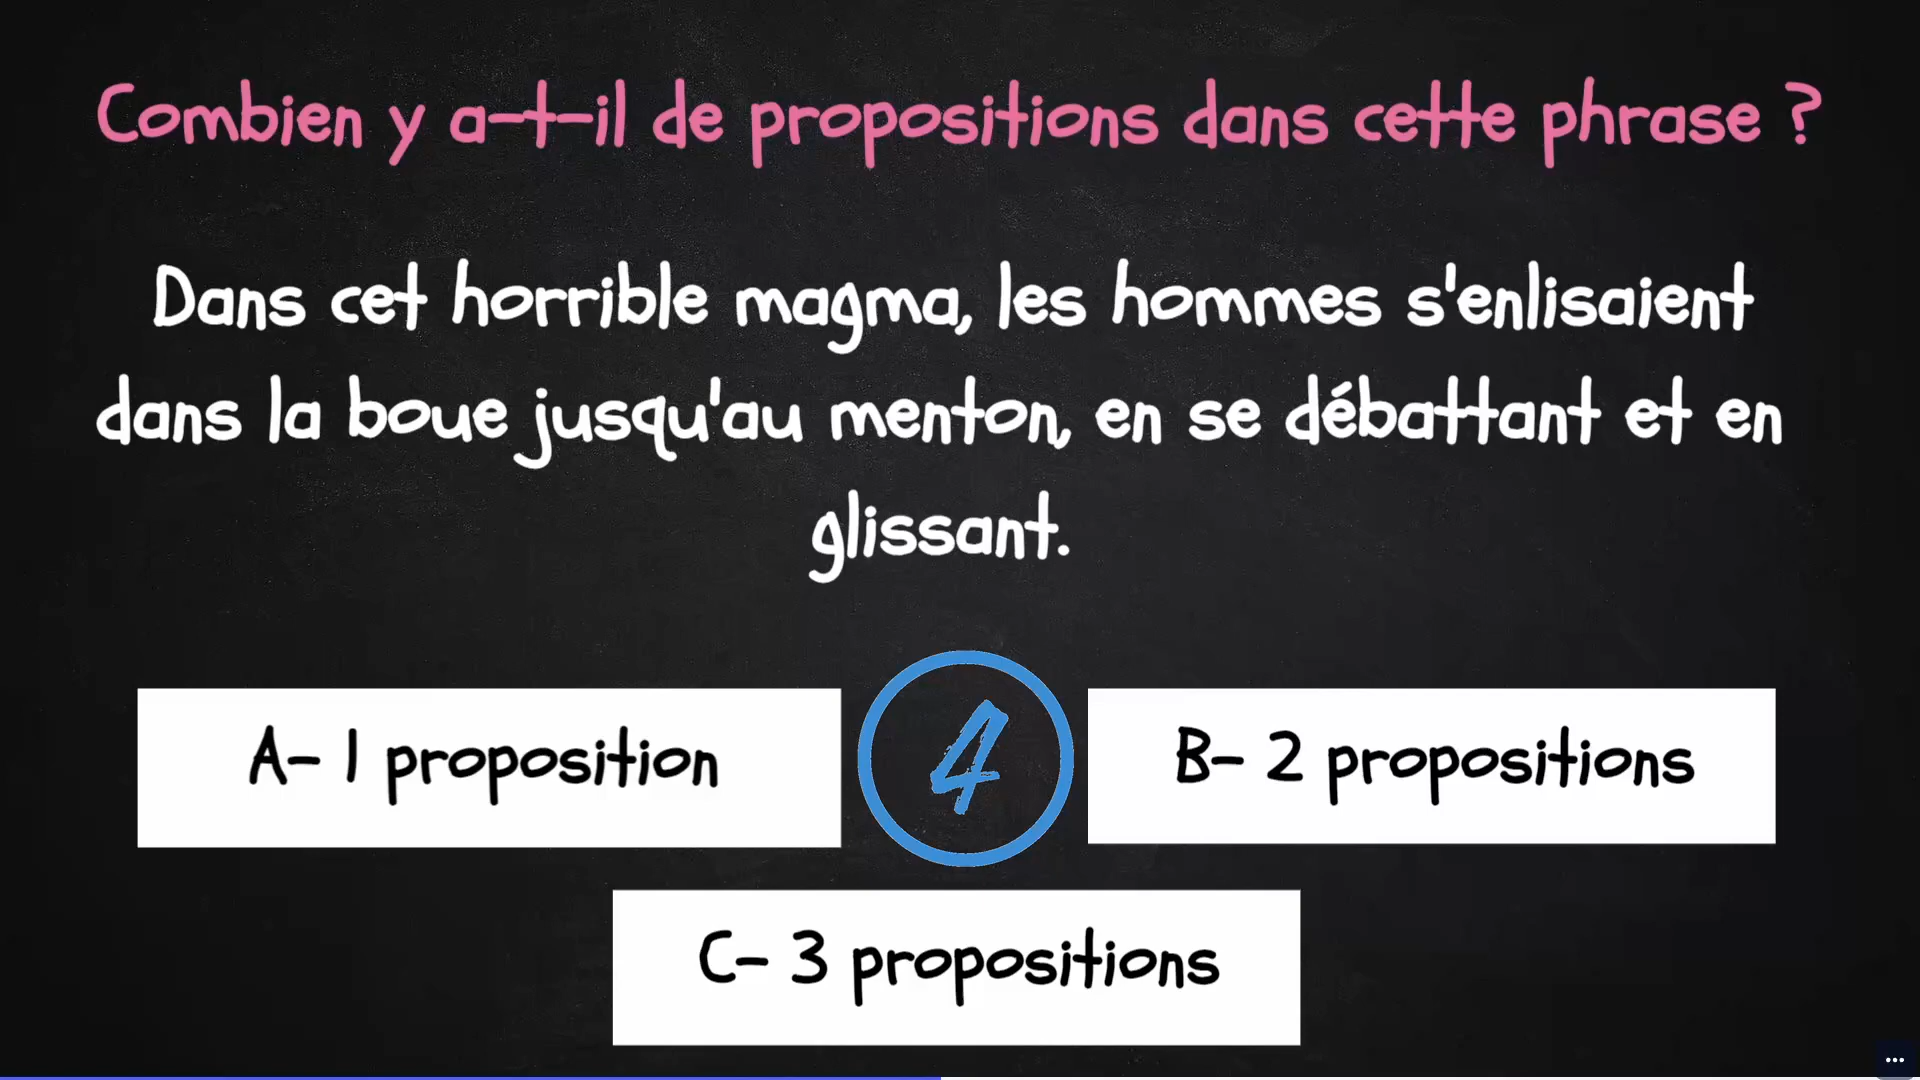 Combien y a-t-il de propositions dans cette phrase ?
Dans cet horrible magma, les hommes s'enlisaient
dans la boue jusqu'au menton, en se débattant et en
glissant.
A- 1 proposition
4
B- 2 propositions
C- 3 propositions